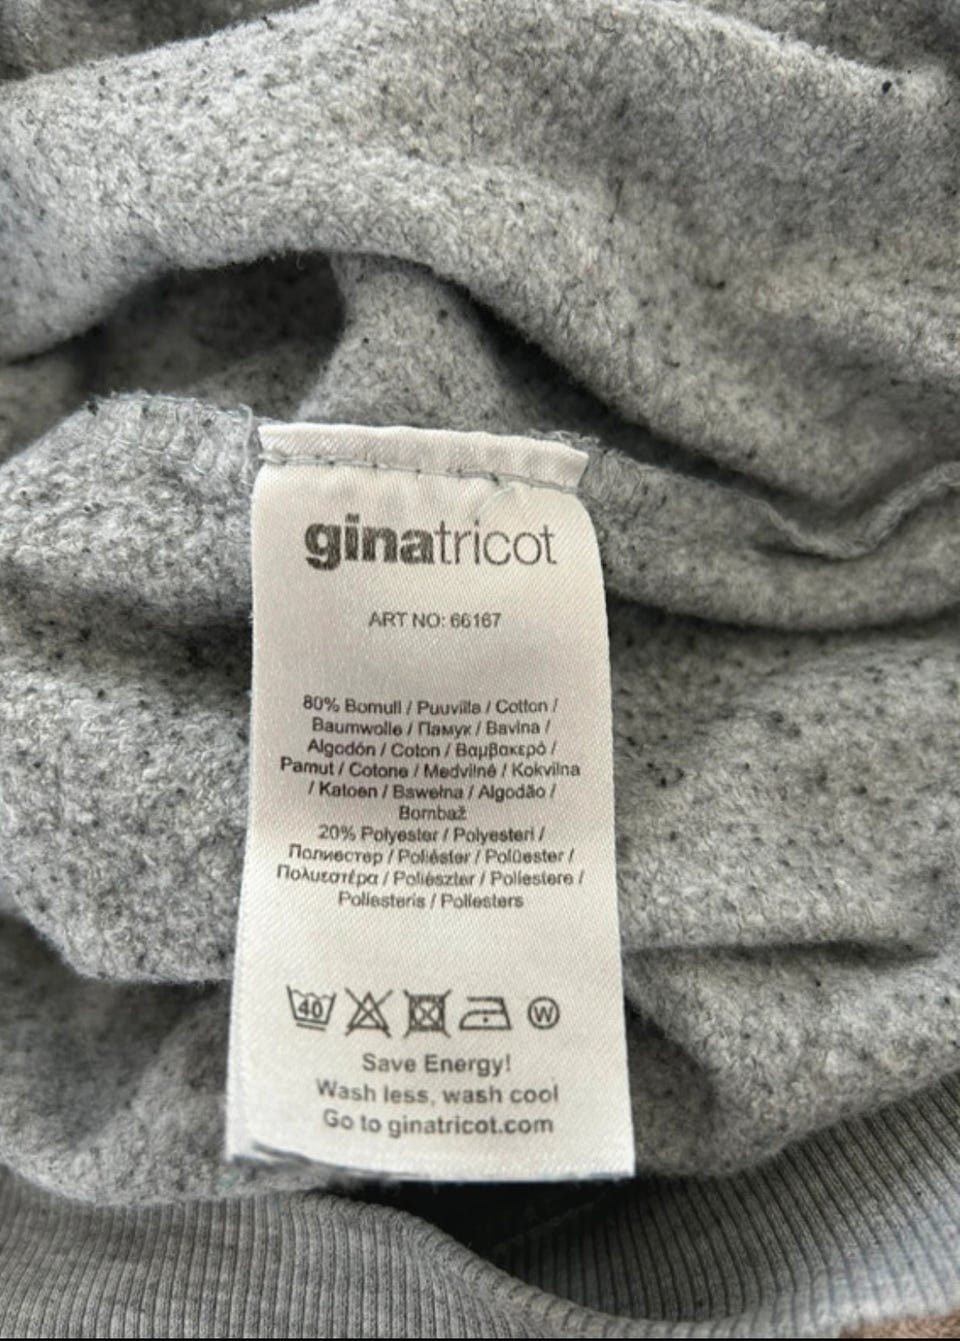 ginatricot
ART NO: 66167
80% Bomull / Puuvilla / Cotton /
Baumwolle / Памук / Bavlna /
Algodón / Coton / Βαμβακερό /
Pamut / Cotone / Medvilnė / Kokvilna
/ Katoen / Bawełna / Algodão /
Bombaž
20% Polyester / Polyesteri /
Полиестер / Poliéster / Polüester /
Πολυεστέρα / Poliészter / Poliestere /
Poliesteris / Poliesters
40 W
Save Energy!
Wash less, wash cool
Go to ginatricot.com